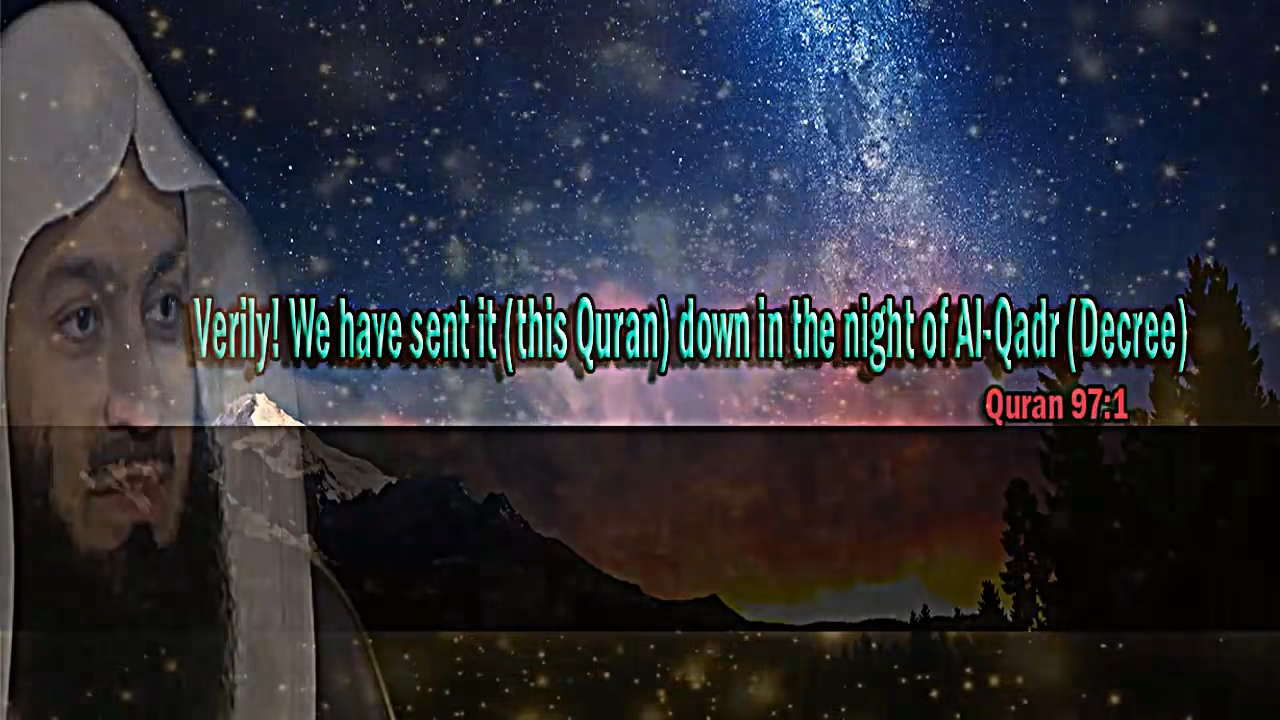 Verily! We have sent it (this Quran) down in the night of Al-Qadr (Decree)
Quran 97:1